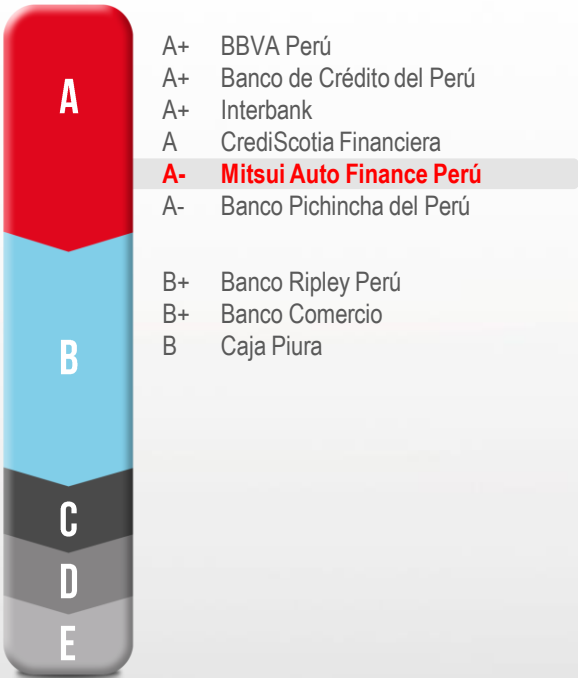 A
A+ BBVA Perú
A+ Banco de Crédito del Perú
A+ Interbank
A CrediScotia Financiera
A- Mitsui Auto Finance Perú
A- Banco Pichincha del Perú
B
B+ Banco Ripley Perú
B+ Banco Comercio
B Caja Piura
C
D
E